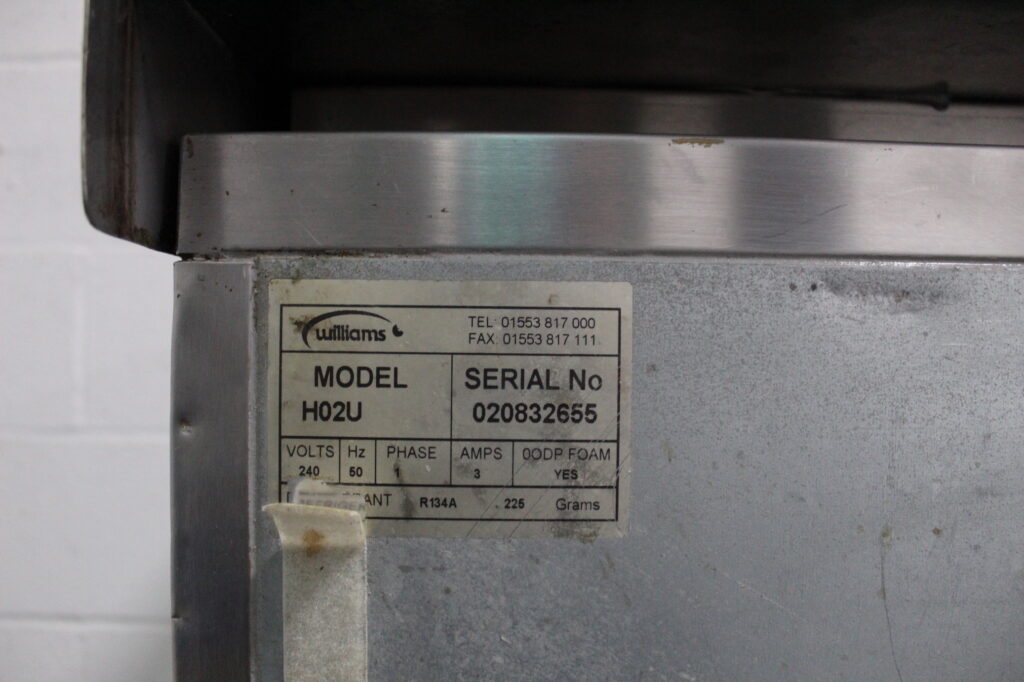 williams
TEL: 01553 817 000
FAX: 01553 817 111
MODEL
H02U
SERIAL No
020832655
VOLTS Hz PHASE AMPS 0ODP FOAM
240 50 1 3 YES
R134A 225 Grams